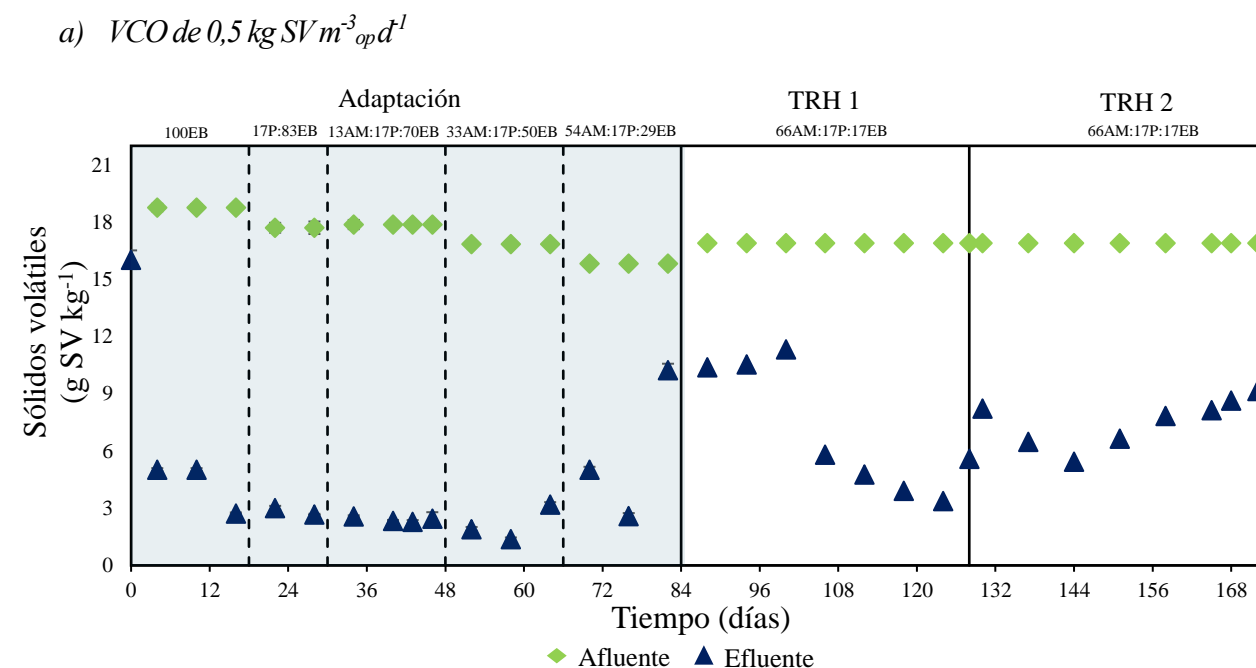 a) VCO de 0,5 kg SV m⁻³ₒₚ d⁻¹
Adaptación TRH 1 TRH 2
100EB 17P:83EB 13AM:17P:70EB 33AM:17P:50EB 54AM:17P:29EB 66AM:17P:17EB 66AM:17P:17EB
Sólidos volátiles
(g SV kg⁻¹)
21
18
15
12
9
6
3
0
0 12 24 36 48 60 72 84 96 108 120 132 144 156 168
Tiempo (días)
Afluente Efluente